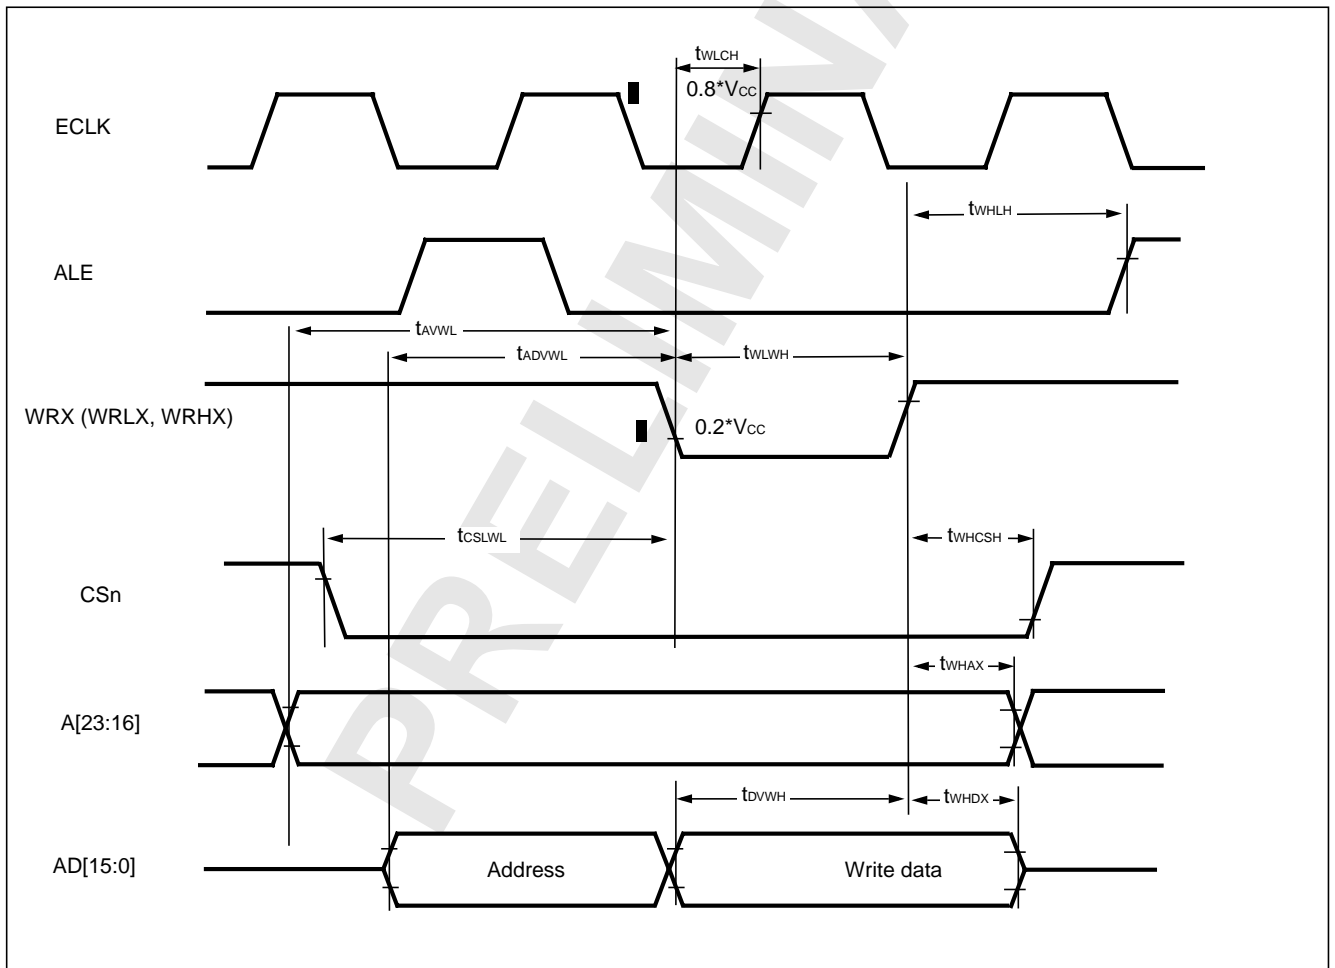 tWLCH
0.8*VCC
ECLK
tWHLH
ALE
tAVWL
tADVWL
tWLWH
WRX (WRLX, WRHX)
0.2*VCC
tCSLWL
tWHCSH
CSn
tWHAX
A[23:16]
tDVWH
tWHDX
AD[15:0]
Address
Write data